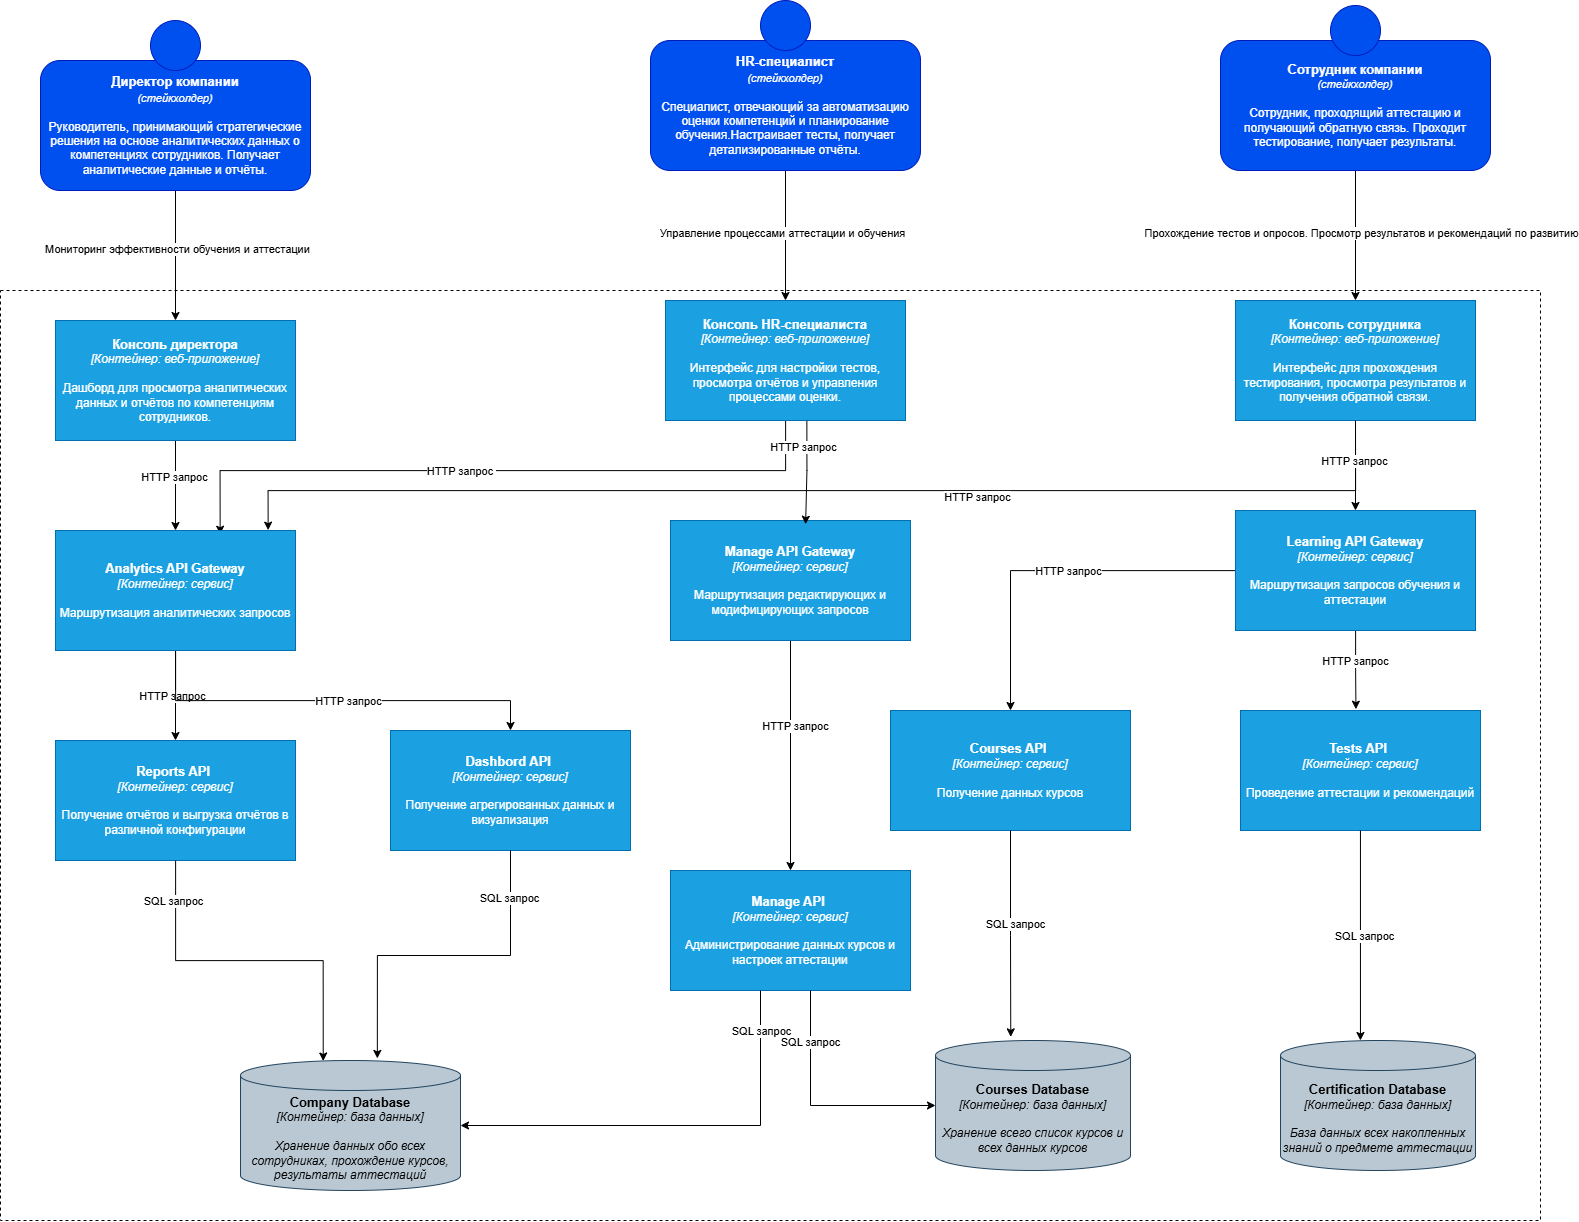 Директор компании
(стейкхолдер)
Руководитель, принимающий стратегические
решения на основе аналитических данных о
компетенциях сотрудников. Получает
аналитические данные и отчёты.
HR-специалист
(стейкхолдер)
Специалист, отвечающий за автоматизацию
оценки компетенций и планирование
обучения.Настраивает тесты, получает
детализированные отчёты.
Сотрудник компании
(стейкхолдер)
Сотрудник, проходящий аттестацию и
получающий обратную связь. Проходит
тестирование, получает результаты.
Мониторинг эффективности обучения и аттестации
Управление процессами аттестации и обучения
Прохождение тестов и опросов. Просмотр результатов и рекомендаций по развитию
Консоль директора
[Контейнер: веб-приложение]
Дашборд для просмотра аналитических
данных и отчётов по компетенциям
сотрудников.
Консоль HR-специалиста
[Контейнер: веб-приложение]
Интерфейс для настройки тестов,
просмотра отчётов и управления
процессами оценки.
Консоль сотрудника
[Контейнер: веб-приложение]
Интерфейс для прохождения
тестирования, просмотра результатов и
получения обратной связи.
HTTP запрос
HTTP запрос
HTTP запрос
HTTP запрос
HTTP запрос
Analytics API Gateway
[Контейнер: сервис]
Маршрутизация аналитических запросов
Manage API Gateway
[Контейнер: сервис]
Маршрутизация редактирующих и
модифицирующих запросов
Learning API Gateway
[Контейнер: сервис]
Маршрутизация запросов обучения и
аттестации
HTTP запрос
HTTP запрос
HTTP запрос
HTTP запрос
HTTP запрос
Reports API
[Контейнер: сервис]
Получение отчётов и выгрузка отчётов в
различной конфигурации
Dashbord API
[Контейнер: сервис]
Получение агрегированных данных и
визуализация
Courses API
[Контейнер: сервис]
Получение данных курсов
Tests API
[Контейнер: сервис]
Проведение аттестации и рекомендаций
Manage API
[Контейнер: сервис]
Администрирование данных курсов и
настроек аттестации
SQL запрос
SQL запрос
SQL запрос
SQL запрос
SQL запрос
SQL запрос
Company Database
[Контейнер: база данных]
Хранение данных обо всех
сотрудниках, прохождение курсов,
результаты аттестаций
Courses Database
[Контейнер: база данных]
Хранение всего список курсов и
всех данных курсов
Certification Database
[Контейнер: база данных]
База данных всех накопленных
знаний о предмете аттестации